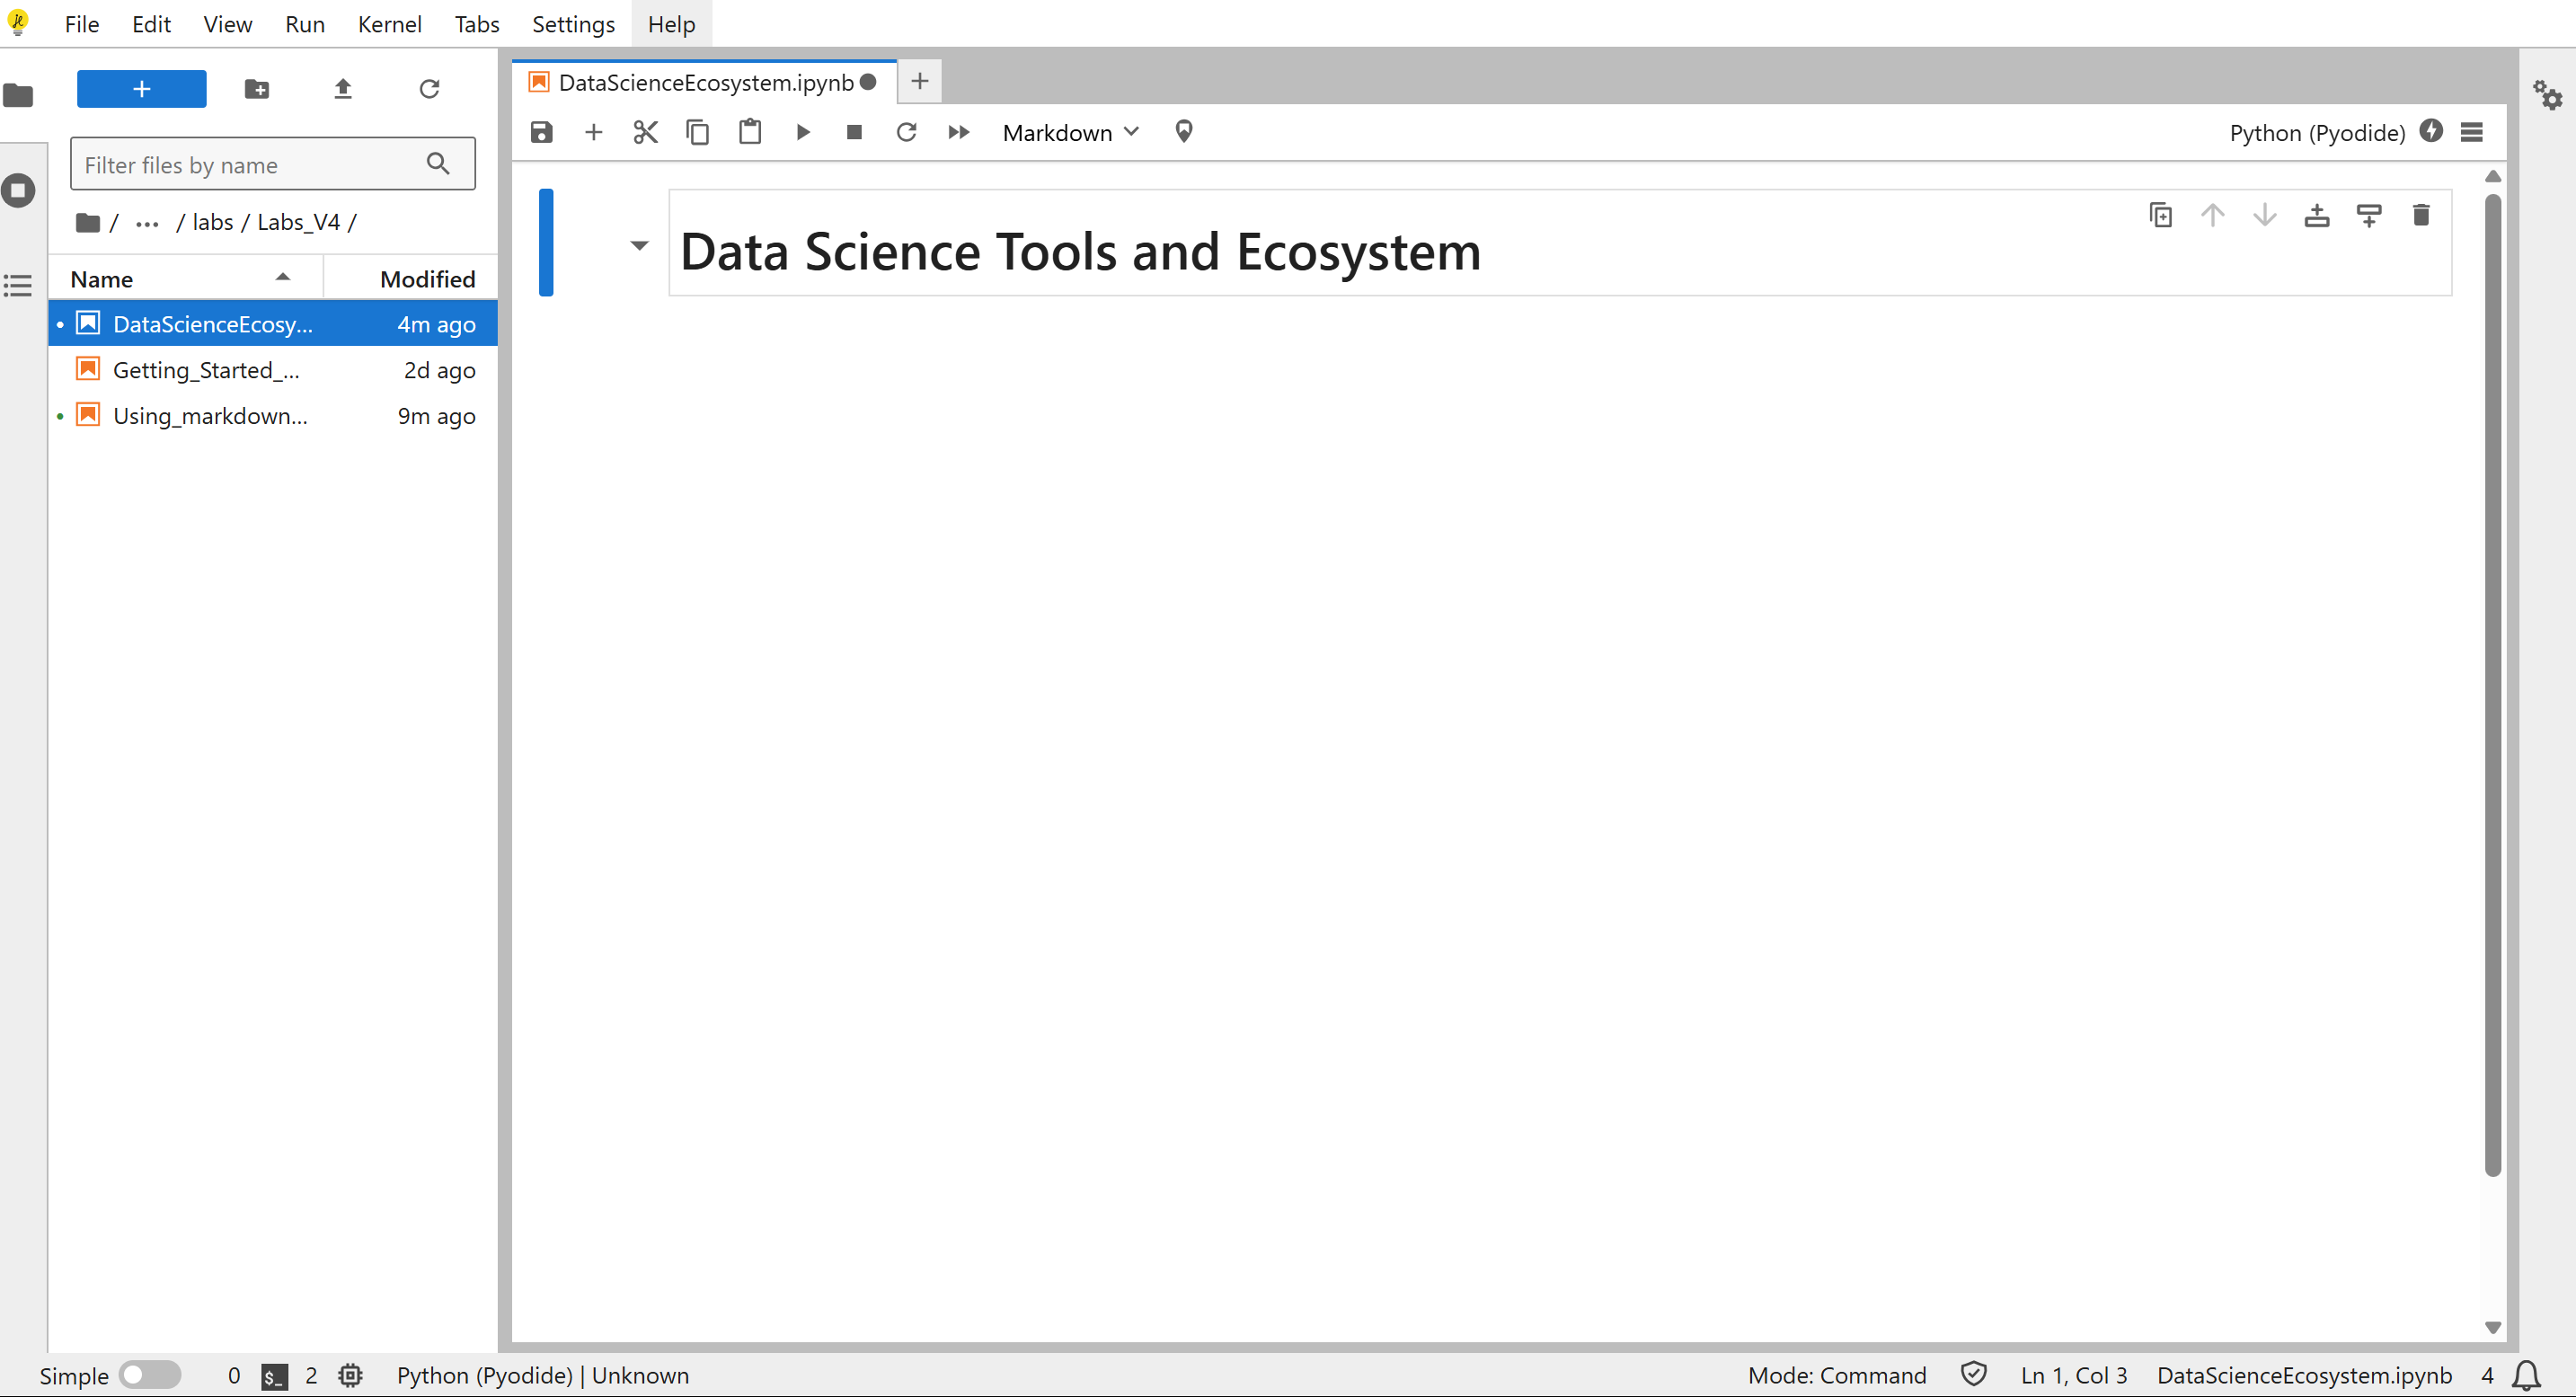 File Edit View Run Kernel Tabs Settings Help
DataScienceEcosystem.ipynb
Filter files by name
Markdown
Python (Pyodide)
/ ... / labs / Labs_V4 /
Name Modified
DataScienceEcosy... 4m ago
Getting_Started_... 2d ago
Using_markdown... 9m ago
Data Science Tools and Ecosystem
Simple 0 $_ 2 Python (Pyodide) | Unknown Mode: Command Ln 1, Col 3 DataScienceEcosystem.ipynb 4